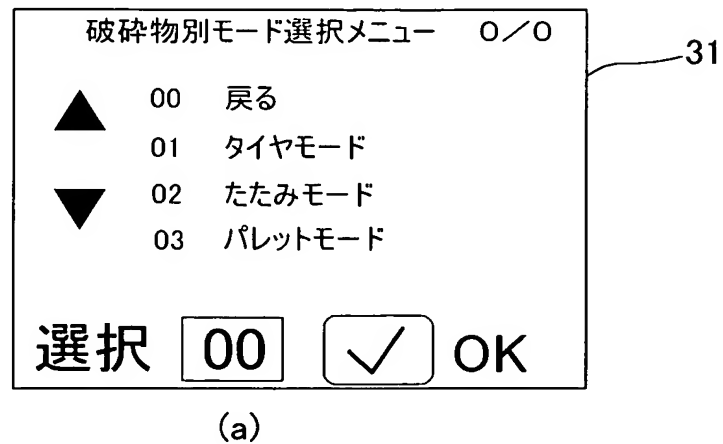 破砕物別モード選択メニュー 0/0
31
00 戻る
01 タイヤモード
02 たたみモード
03 パレットモード
選択 00 OK
(a)